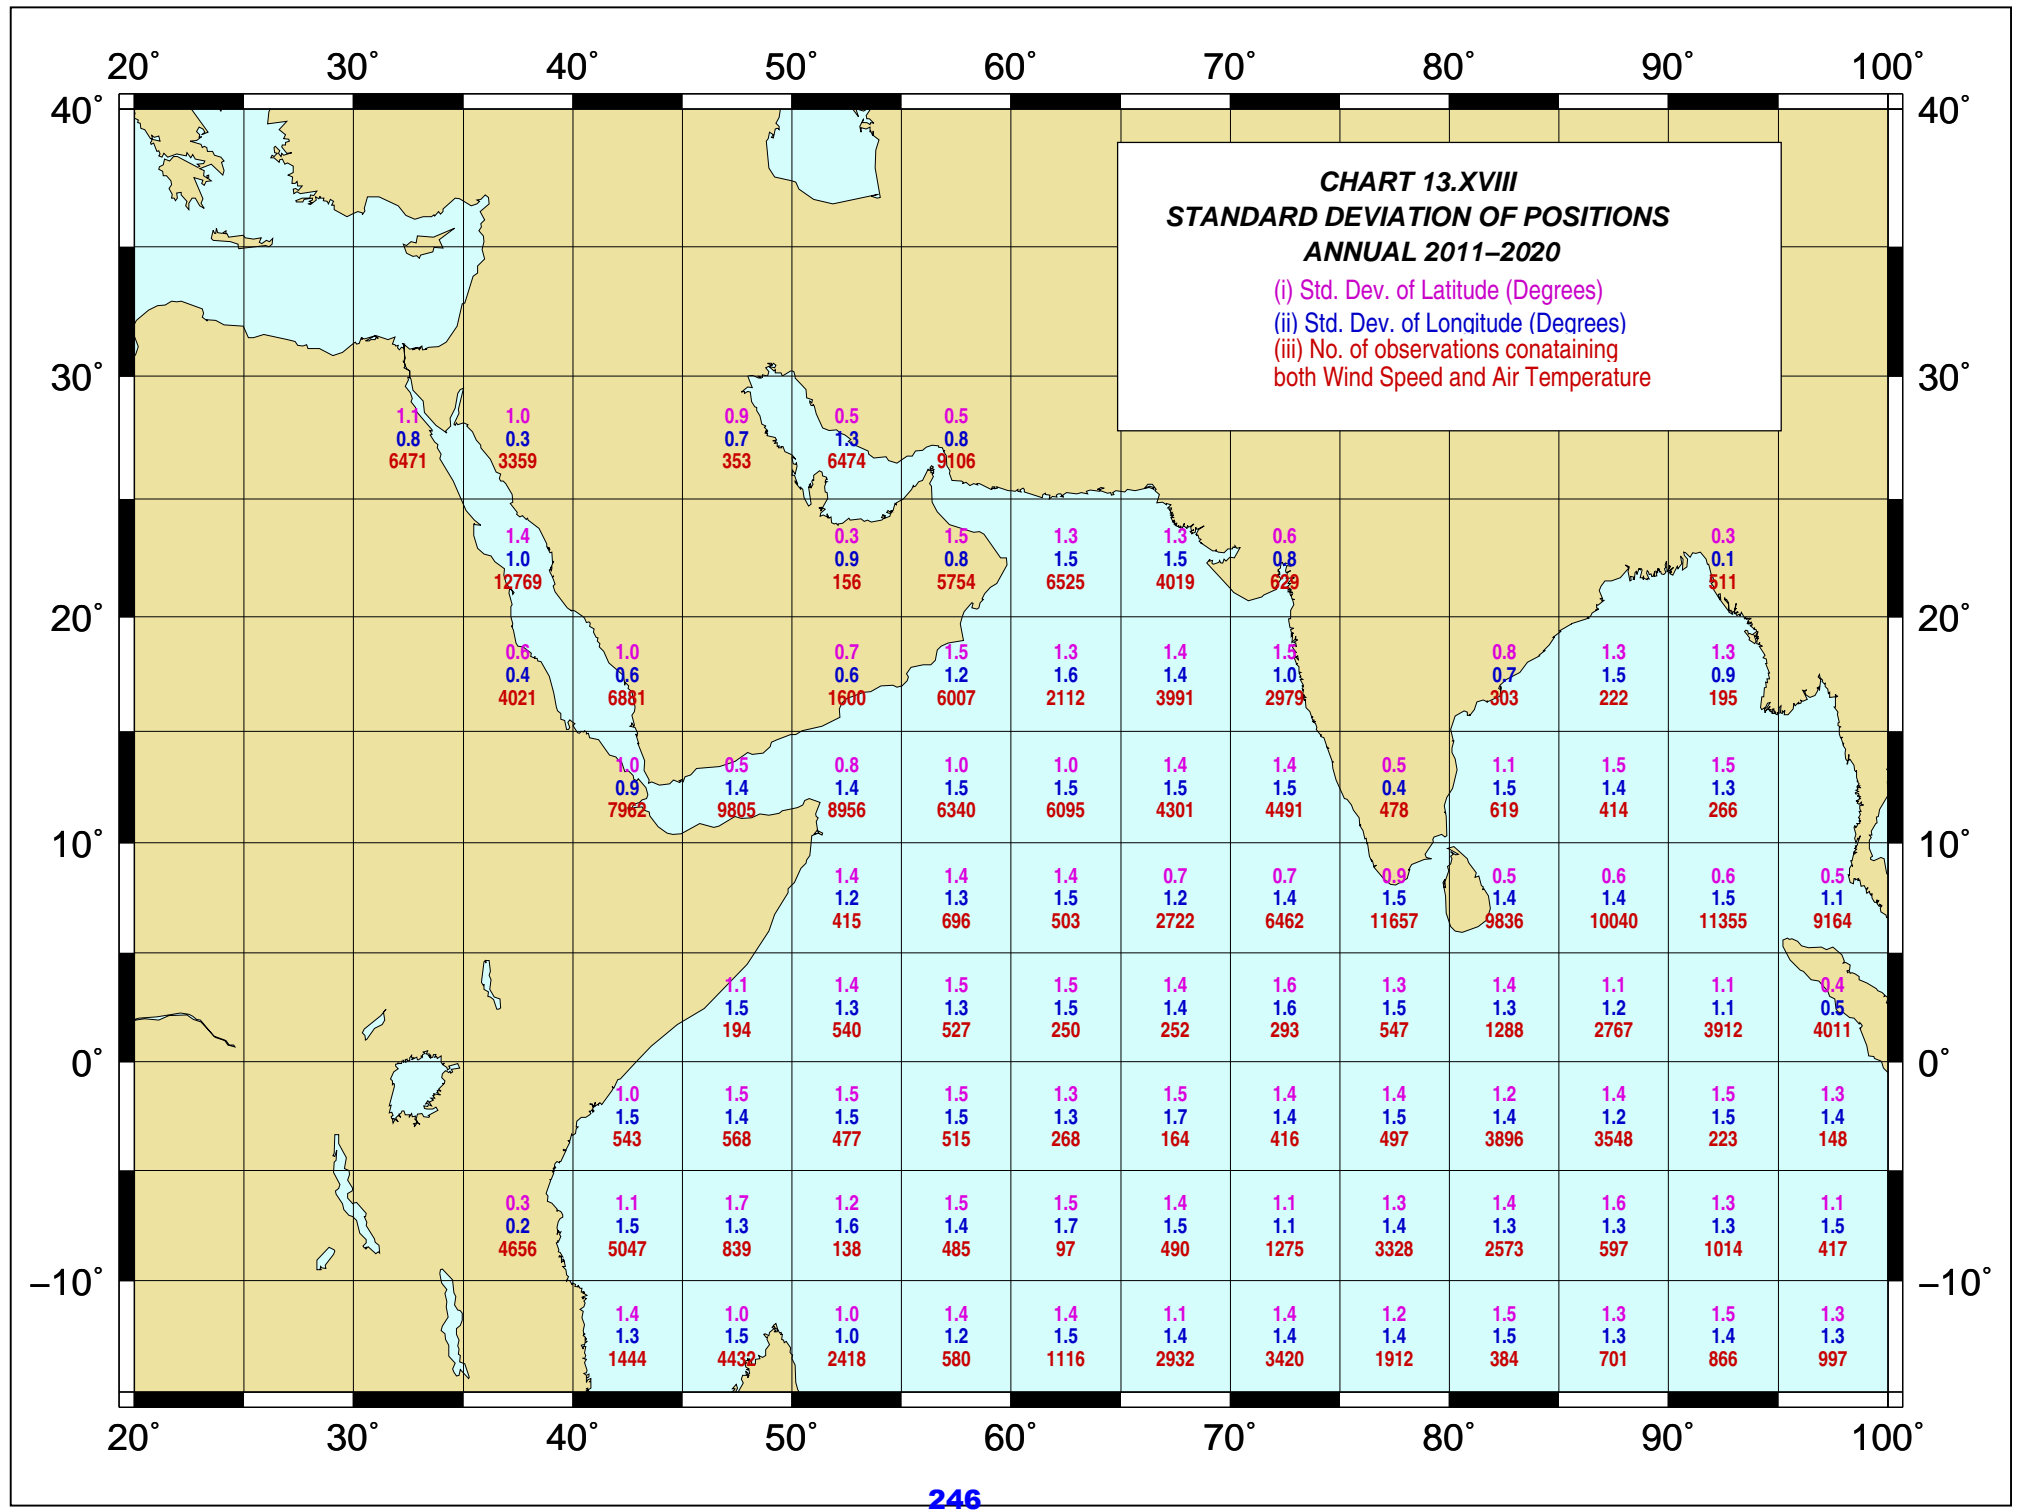 20° 30° 40° 50° 60° 70° 80° 90° 100°
40° 40°
CHART 13.XVIII
STANDARD DEVIATION OF POSITIONS
ANNUAL 2011–2020
(i) Std. Dev. of Latitude (Degrees)
(ii) Std. Dev. of Longitude (Degrees)
(iii) No. of observations conataining
both Wind Speed and Air Temperature
30° 30°
1.1 1.0 0.9 0.5 0.5
0.8 0.3 0.7 1.3 0.8
6471 3359 353 6474 9106
1.4 0.3 1.5 1.3 1.3 0.6 0.3
1.0 0.9 0.8 1.5 1.5 0.8 0.1
12769 156 5754 6525 4019 629 511
20° 20°
0.6 1.0 0.7 1.5 1.3 1.4 1.5 0.8 1.3 1.3
0.4 0.6 0.6 1.2 1.6 1.4 1.0 0.7 1.5 0.9
4021 6881 1600 6007 2112 3991 2979 303 222 195
1.0 0.5 0.8 1.0 1.0 1.4 1.4 0.5 1.1 1.5 1.5
0.9 1.4 1.4 1.5 1.5 1.5 1.5 0.4 1.5 1.4 1.3
7962 9805 8956 6340 6095 4301 4491 478 619 414 266
10° 10°
1.4 1.4 1.4 0.7 0.7 0.9 0.5 0.6 0.6 0.5
1.2 1.3 1.5 1.2 1.4 1.5 1.4 1.4 1.5 1.1
415 696 503 2722 6462 11657 9836 10040 11355 9164
1.1 1.4 1.5 1.5 1.4 1.6 1.3 1.4 1.1 1.1 0.4
1.5 1.3 1.3 1.5 1.4 1.6 1.5 1.3 1.2 1.1 0.5
194 540 527 250 252 293 547 1288 2767 3912 4011
0° 0°
1.0 1.5 1.5 1.5 1.3 1.5 1.4 1.4 1.2 1.4 1.5 1.3
1.5 1.4 1.5 1.5 1.3 1.7 1.4 1.5 1.4 1.2 1.5 1.4
543 568 477 515 268 164 416 497 3896 3548 223 148
0.3 1.1 1.7 1.2 1.5 1.5 1.4 1.1 1.3 1.4 1.6 1.3 1.1
0.2 1.5 1.3 1.6 1.4 1.7 1.5 1.1 1.4 1.3 1.3 1.3 1.5
4656 5047 839 138 485 97 490 1275 3328 2573 597 1014 417
–10° –10°
1.4 1.0 1.0 1.4 1.4 1.1 1.4 1.2 1.5 1.3 1.5 1.3
1.3 1.5 1.0 1.2 1.5 1.4 1.4 1.4 1.5 1.3 1.4 1.3
1444 4432 2418 580 1116 2932 3420 1912 384 701 866 997
20° 30° 40° 50° 60° 70° 80° 90° 100°
246